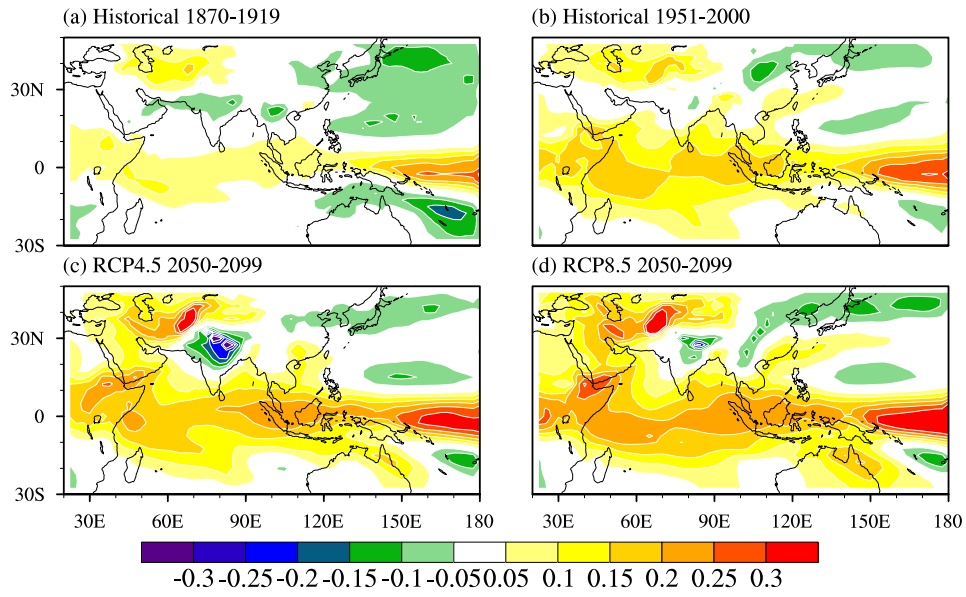 (a) Historical 1870-1919
(b) Historical 1951-2000
30N
0
30S
(c) RCP4.5 2050-2099
(d) RCP8.5 2050-2099
30N
0
30S
30E 60E 90E 120E 150E 180
30E 60E 90E 120E 150E 180
-0.3 -0.25 -0.2 -0.15 -0.1 -0.05 0.05 0.1 0.15 0.2 0.25 0.3